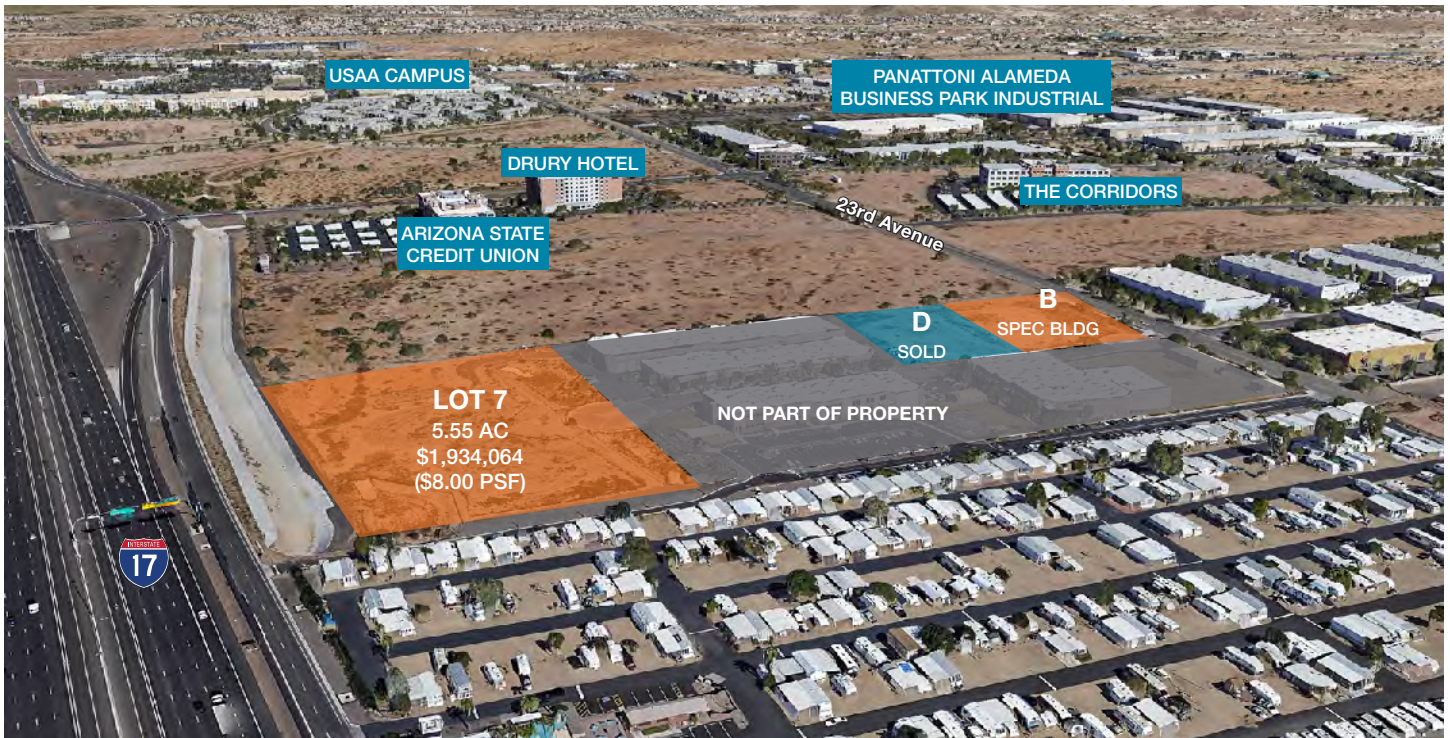 USAA CAMPUS
PANATTONI ALAMEDA
BUSINESS PARK INDUSTRIAL
DRURY HOTEL
THE CORRIDORS
23rd Avenue
ARIZONA STATE
CREDIT UNION
B
SPEC BLDG
D
SOLD
LOT 7
5.55 AC
$1,934,064
($8.00 PSF)
NOT PART OF PROPERTY
INTERSTATE
17